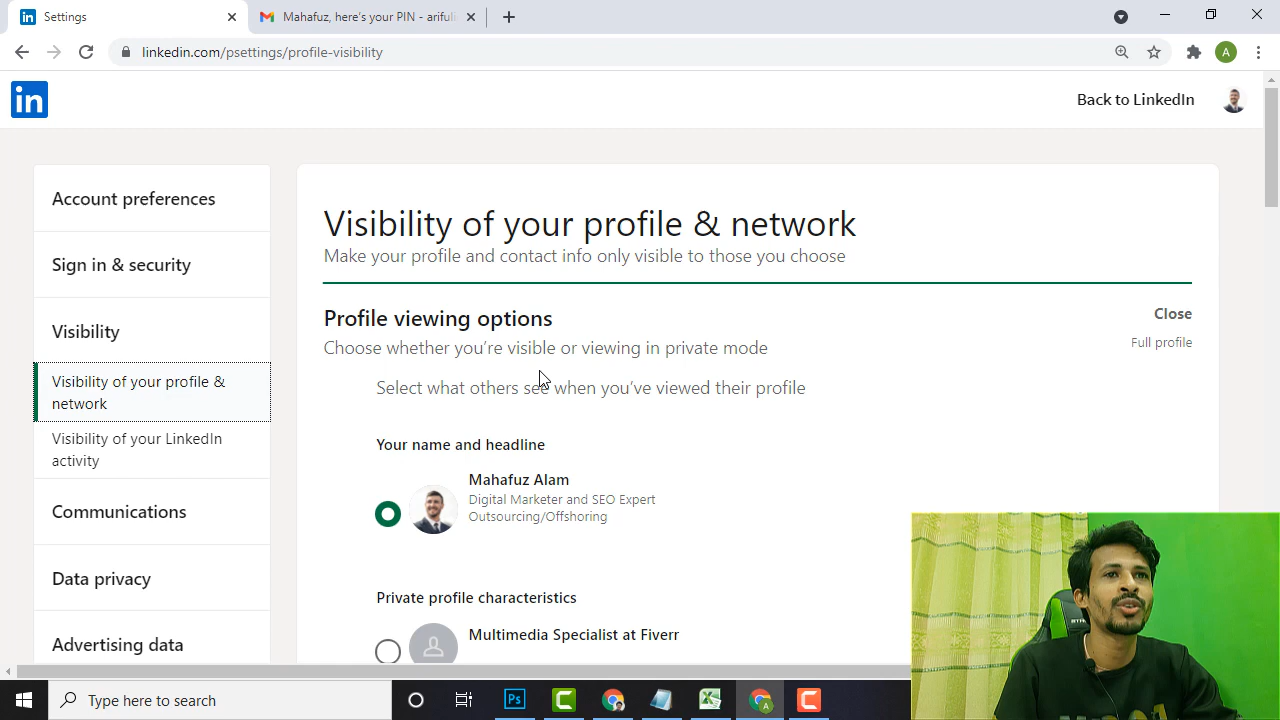 Settings
Mahafuz, here's your PIN - arifuli
linkedin.com/psettings/profile-visibility
A
in
Back to LinkedIn
Account preferences
Sign in & security
Visibility
Visibility of your profile &
network
Visibility of your LinkedIn
activity
Communications
Data privacy
Advertising data
Visibility of your profile & network
Make your profile and contact info only visible to those you choose
Profile viewing options
Close
Choose whether you're visible or viewing in private mode
Full profile
Select what others see when you've viewed their profile
Your name and headline
Mahafuz Alam
Digital Marketer and SEO Expert
Outsourcing/Offshoring
Private profile characteristics
Multimedia Specialist at Fiverr
Type here to search
Ps